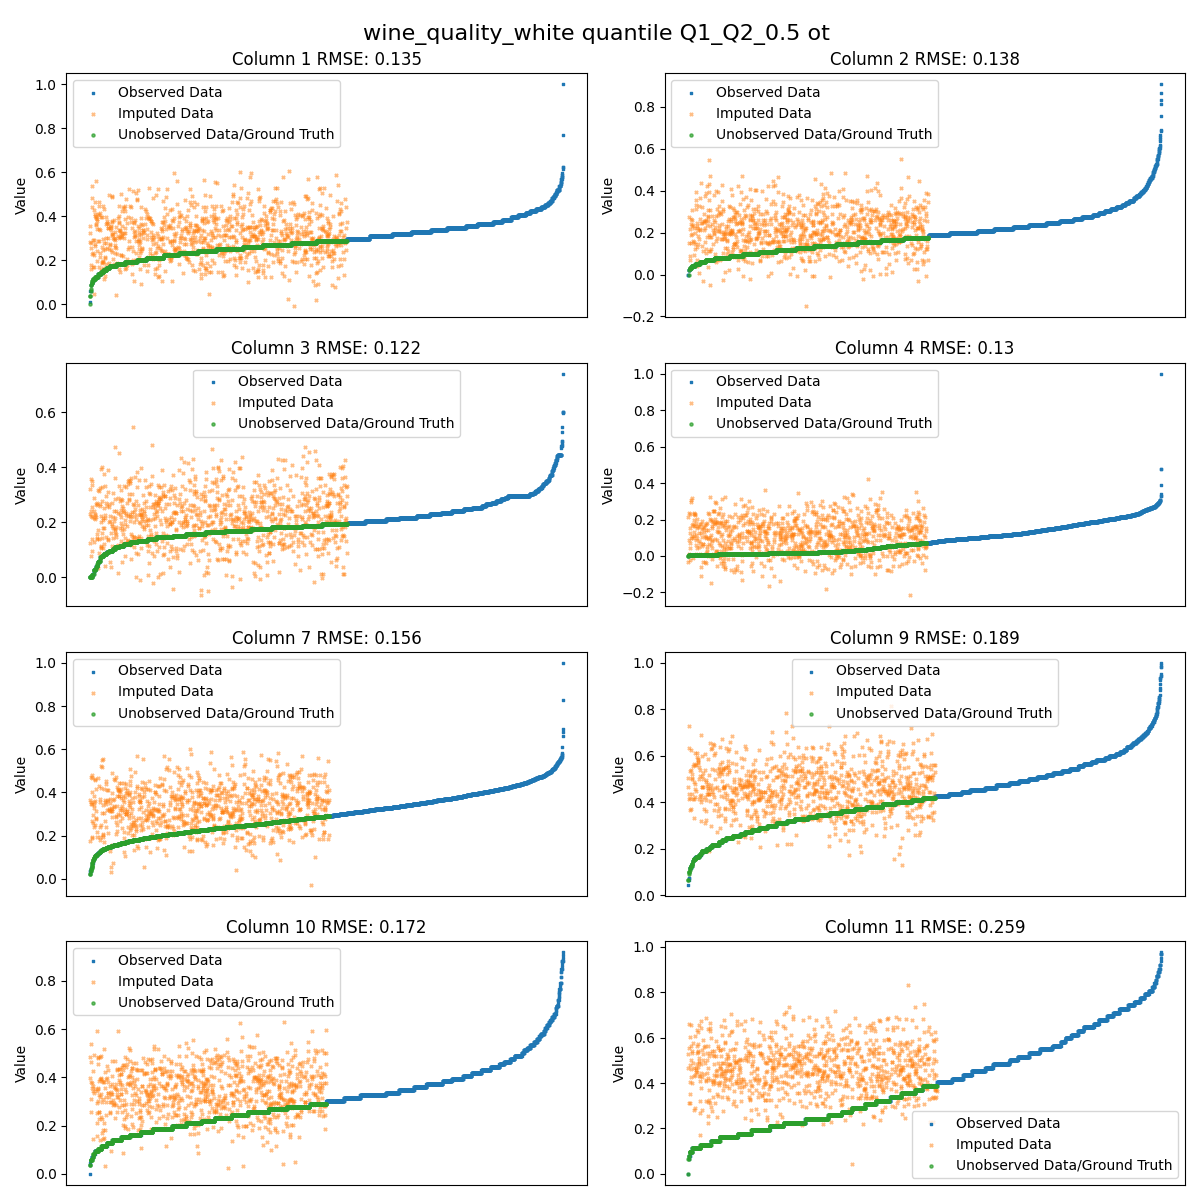 wine_quality_white quantile Q1_Q2_0.5 ot
Column 1 RMSE: 0.135
Value
1.0
0.8
0.6
0.4
0.2
0.0
Observed Data
Imputed Data
Unobserved Data/Ground Truth
Column 2 RMSE: 0.138
Value
0.8
0.6
0.4
0.2
0.0
−0.2
Observed Data
Imputed Data
Unobserved Data/Ground Truth
Column 3 RMSE: 0.122
Value
0.6
0.4
0.2
0.0
Observed Data
Imputed Data
Unobserved Data/Ground Truth
Column 4 RMSE: 0.13
Value
1.0
0.8
0.6
0.4
0.2
0.0
−0.2
Observed Data
Imputed Data
Unobserved Data/Ground Truth
Column 7 RMSE: 0.156
Value
1.0
0.8
0.6
0.4
0.2
0.0
Observed Data
Imputed Data
Unobserved Data/Ground Truth
Column 9 RMSE: 0.189
Value
1.0
0.8
0.6
0.4
0.2
0.0
Observed Data
Imputed Data
Unobserved Data/Ground Truth
Column 10 RMSE: 0.172
Value
0.8
0.6
0.4
0.2
0.0
Observed Data
Imputed Data
Unobserved Data/Ground Truth
Column 11 RMSE: 0.259
Value
1.0
0.8
0.6
0.4
0.2
0.0
Observed Data
Imputed Data
Unobserved Data/Ground Truth